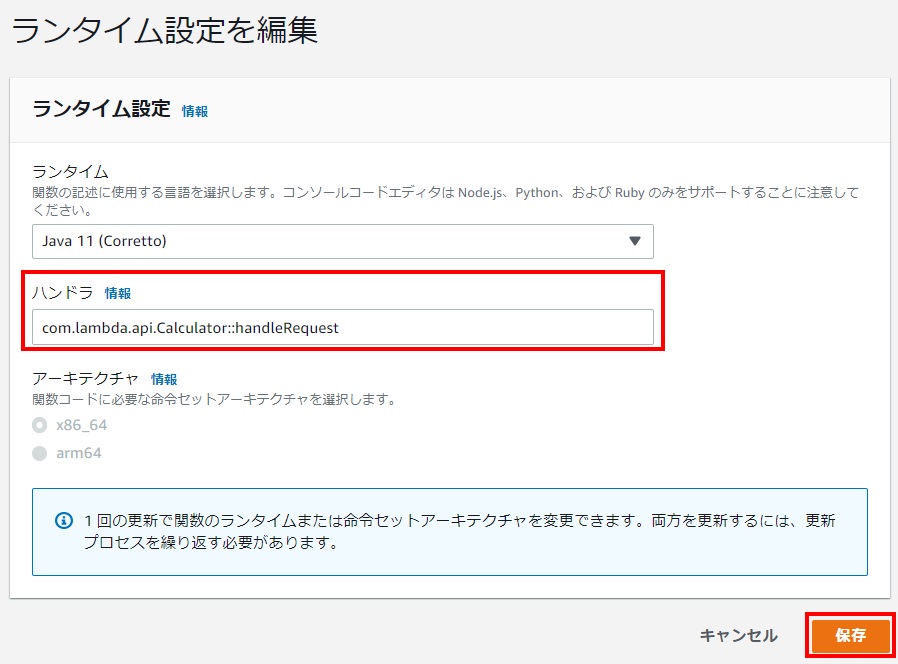 ランタイム設定を編集
ランタイム設定 情報
ランタイム
関数の記述に使用する言語を選択します。コンソールコードエディタは Node.js、Python、および Ruby のみをサポートすることに注意して
ください。
Java 11 (Corretto)
ハンドラ 情報
com.lambda.api.Calculator::handleRequest
アーキテクチャ 情報
関数コードに必要な命令セットアーキテクチャを選択します。
x86_64
arm64
1 回の更新で関数のランタイムまたは命令セットアーキテクチャを変更できます。両方を更新するには、更新
プロセスを繰り返す必要があります。
キャンセル 保存